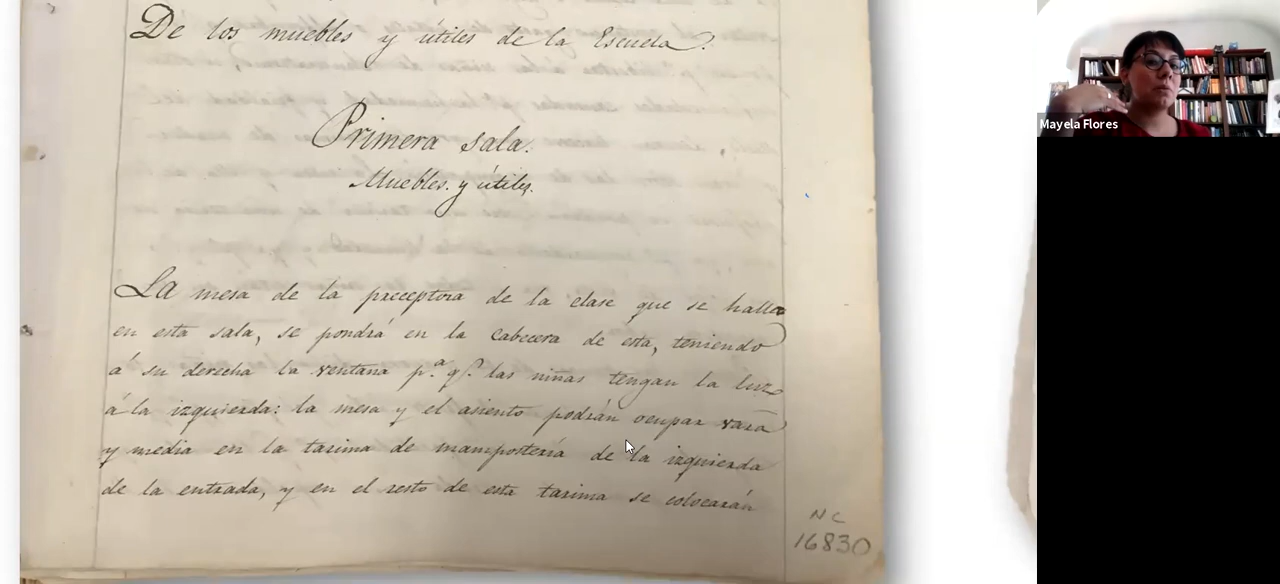 De los muebles y útiles de la Escuela.
Primera sala.
Muebles y útiles.
La mesa de la preceptora de la clase que se halla
en esta sala, se pondrá en la cabecera de esta, teniendo
á su derecha la ventana p.ª q.ᵉ las niñas tengan la luz
á la izquierda: la mesa y el asiento podrán ocupar vara
y media en la tarima de mampostería de la izquierda
de la entrada, y en el resto de esta tarima se colocarán
NC
16830
Mayela Flores